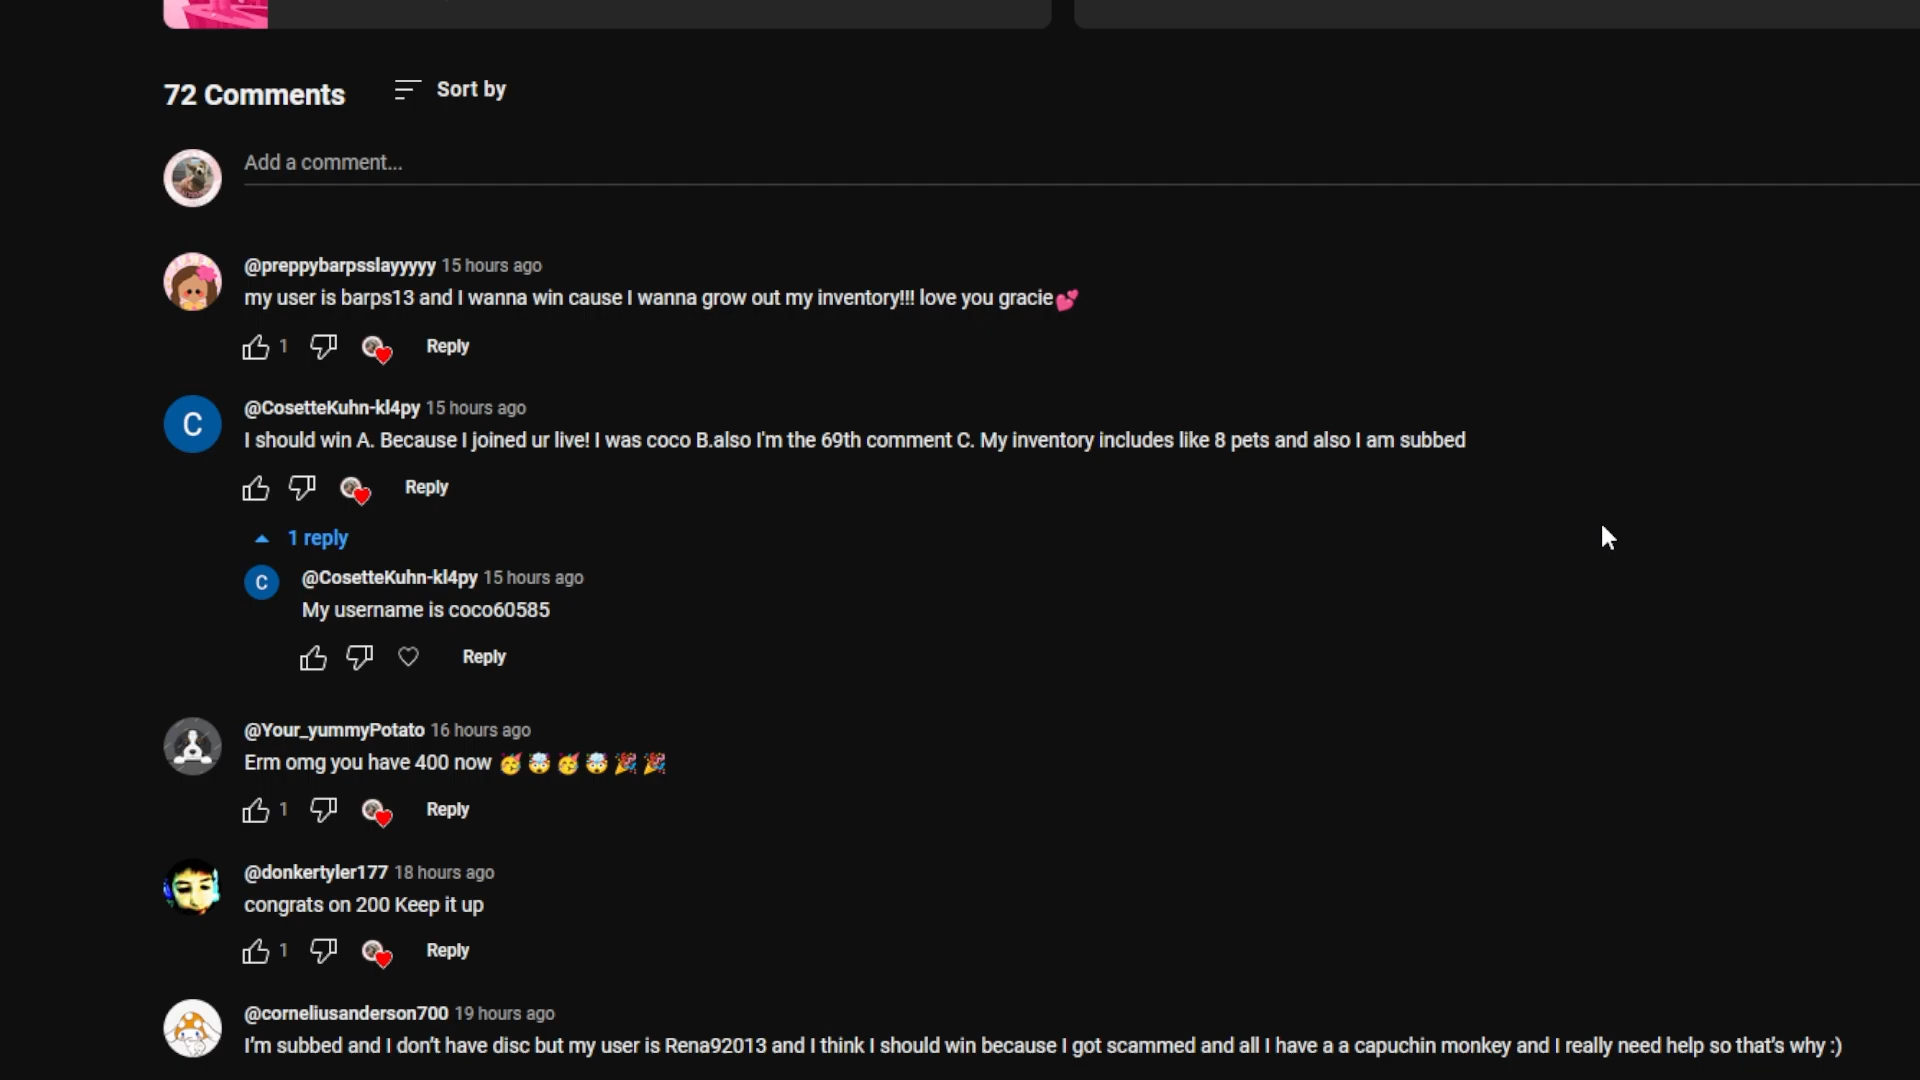 72 Comments
Sort by
Add a comment...
@preppybarpsslayyyyy 15 hours ago
my user is barps13 and I wanna win cause I wanna grow out my inventory!!! love you gracie💕
1
Reply
C
@CosetteKuhn-kl4py 15 hours ago
I should win A. Because I joined ur live! I was coco B.also I'm the 69th comment C. My inventory includes like 8 pets and also I am subbed
Reply
1 reply
C
@CosetteKuhn-kl4py 15 hours ago
My username is coco60585
Reply
@Your_yummyPotato 16 hours ago
Erm omg you have 400 now 🥳🤯🥳🤯🎉🎉
1
Reply
@donkertyler177 18 hours ago
congrats on 200 Keep it up
1
Reply
@corneliusanderson700 19 hours ago
I'm subbed and I don't have disc but my user is Rena92013 and I think I should win because I got scammed and all I have a a capuchin monkey and I really need help so that's why :)